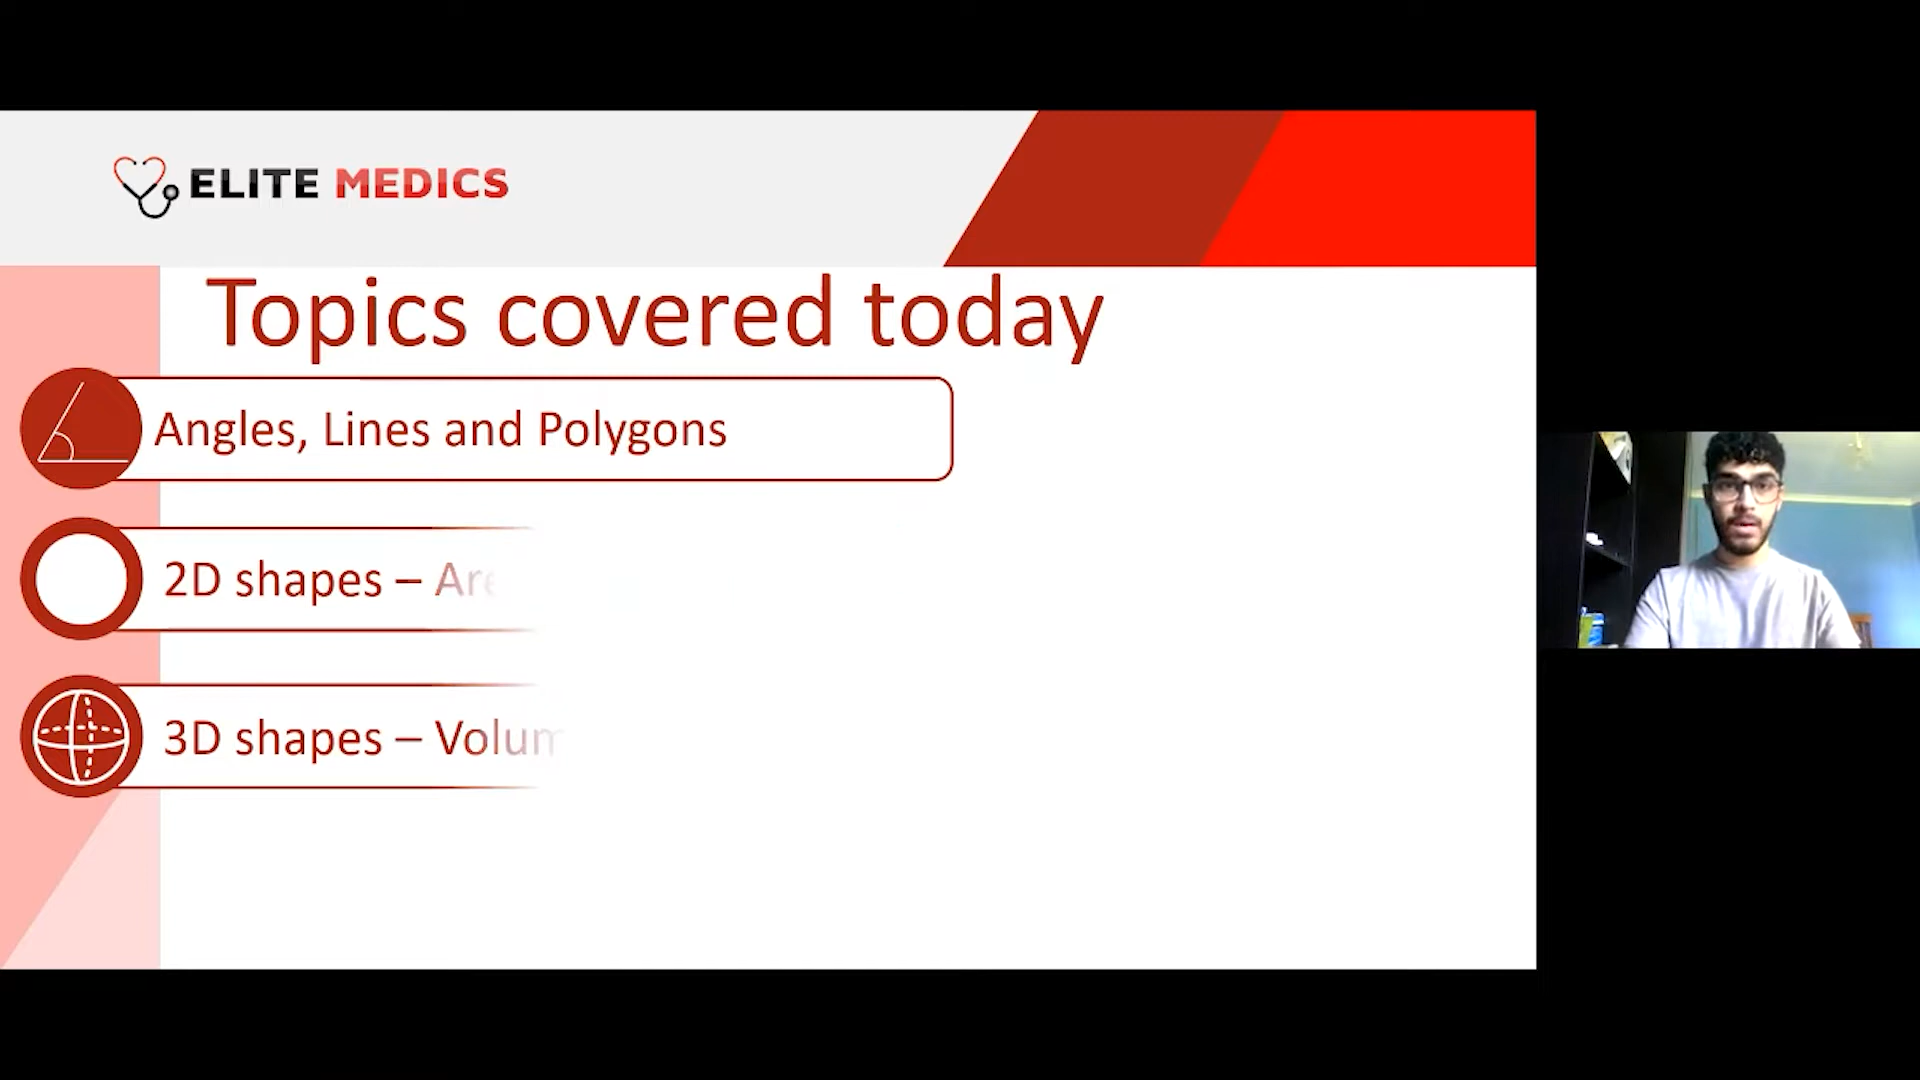 ELITE MEDICS
Topics covered today
Angles, Lines and Polygons
2D shapes –
3D shapes –